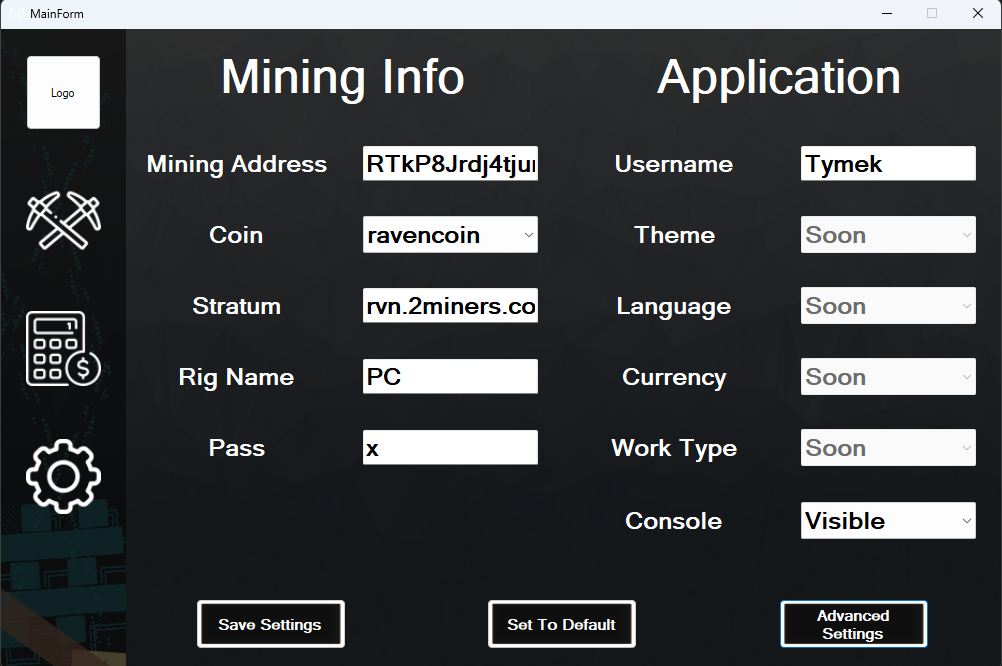 MainForm
Logo
Mining Info
Application
Mining Address
RTkP8Jrdj4tju
Username
Tymek
Coin
ravencoin
Theme
Soon
Stratum
rvn.2miners.co
Language
Soon
Rig Name
PC
Currency
Soon
Pass
x
Work Type
Soon
Console
Visible
Save Settings
Set To Default
Advanced
Settings